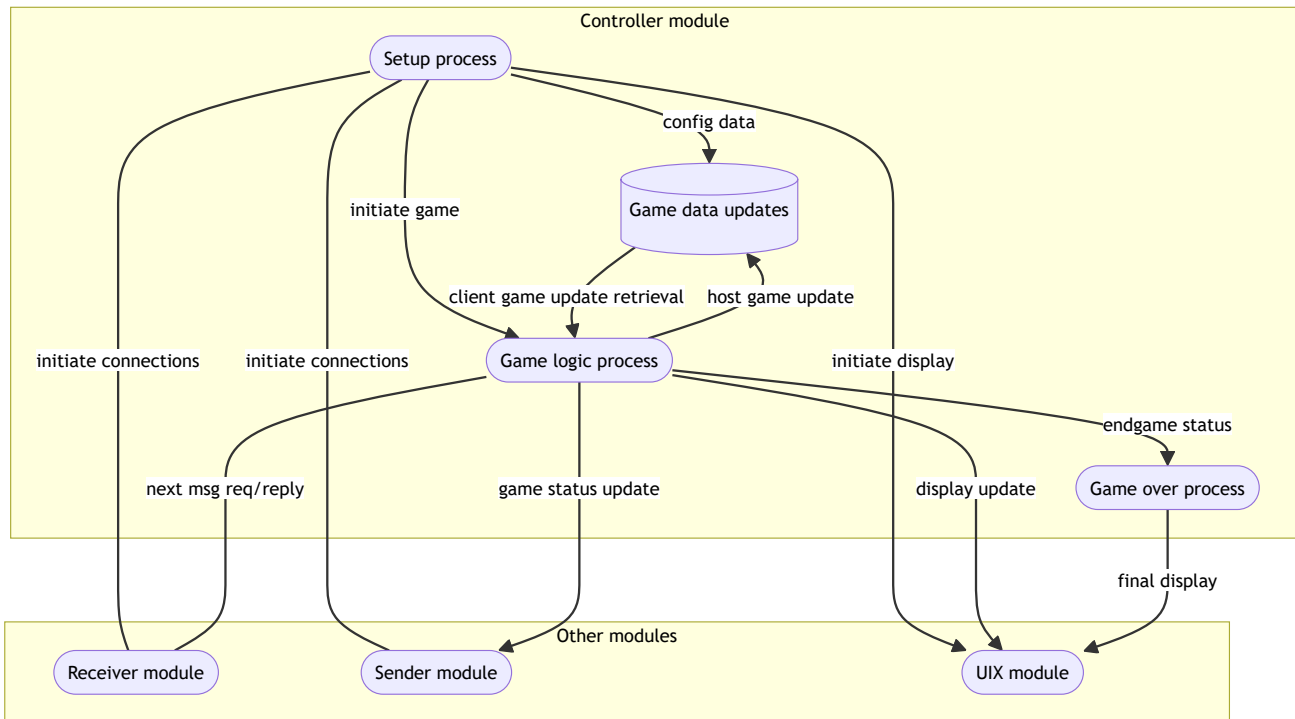 Controller module
Setup process
config data
Game data updates
initiate game
client game update retrieval
host game update
initiate connections
initiate connections
Game logic process
initiate display
endgame status
next msg req/reply
game status update
display update
Game over process
final display
Other modules
Receiver module
Sender module
UIX module